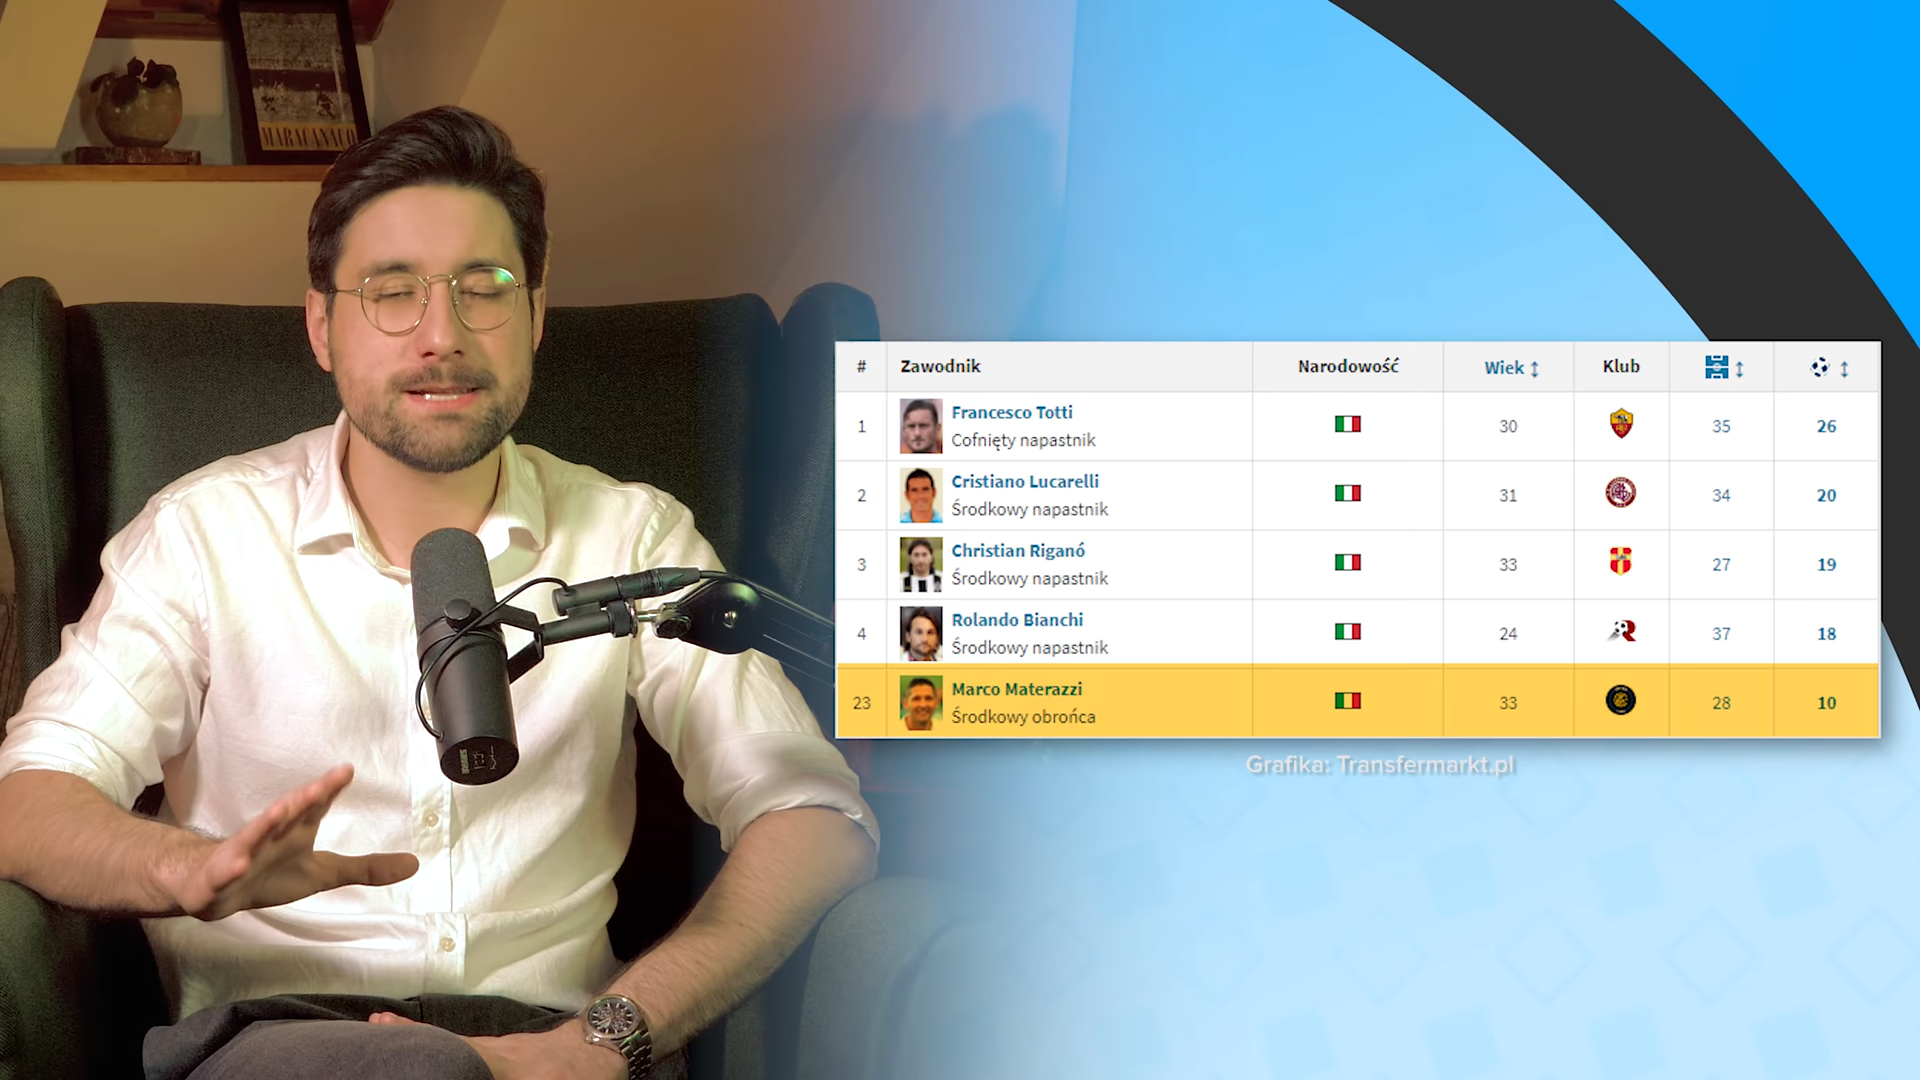 MARACANAÇO
# Zawodnik Narodowość Wiek Klub
1 Francesco Totti 30 35 26
Cofnięty napastnik
2 Cristiano Lucarelli 31 34 20
Środkowy napastnik
3 Christian Riganó 33 27 19
Środkowy napastnik
4 Rolando Bianchi 24 37 18
Środkowy napastnik
23 Marco Materazzi 33 28 10
Środkowy obrońca
Grafika: Transfermarkt.pl